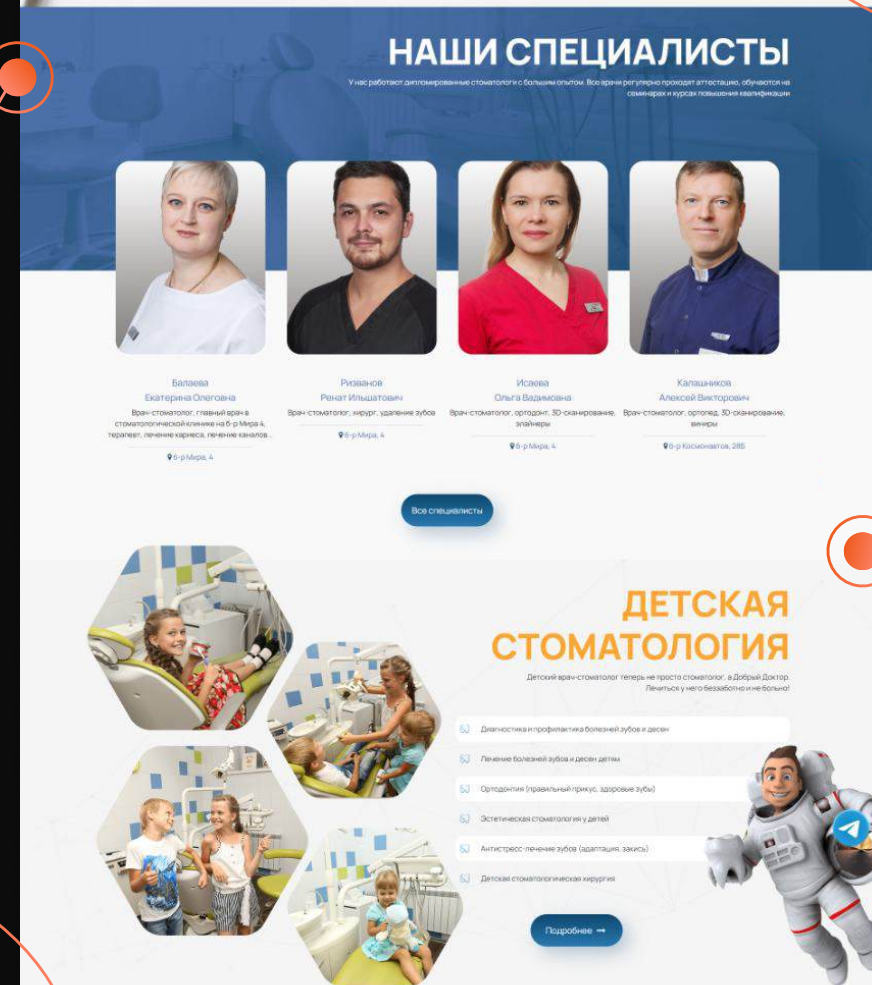 НАШИ СПЕЦИАЛИСТЫ
У нас работают дипломированные стоматологи с большим опытом. Все врачи регулярно проходят аттестацию, обучаются на
семинарах и курсах повышения квалификации
Балаева
Екатерина Олеговна
Врач-стоматолог, главный врач в
стоматологической клинике на б-р Мира 4,
терапевт, лечение кариеса, лечение каналов...
б-р Мира, 4
Ризванов
Ренат Ильшатович
Врач-стоматолог, хирург, удаление зубов
б-р Мира, 4
Исаева
Ольга Вадимовна
Врач-стоматолог, ортодонт, 3D-сканирование,
элайнеры
б-р Мира, 4
Калашников
Алексей Викторович
Врач-стоматолог, ортопед, 3D-сканирование,
виниры
б-р Космонавтов, 28Б
Все специалисты
ДЕТСКАЯ
СТОМАТОЛОГИЯ
Детский врач-стоматолог теперь не просто стоматолог, а Добрый Доктор.
Лечиться у него беззаботно и не больно!
Диагностика и профилактика болезней зубов и десен
Лечение болезней зубов и десен детям
Ортодонтия (правильный прикус, здоровые зубы)
Эстетическая стоматология у детей
Антистресс-лечение зубов (адаптация, закись)
Детская стоматологическая хирургия
Подробнее →